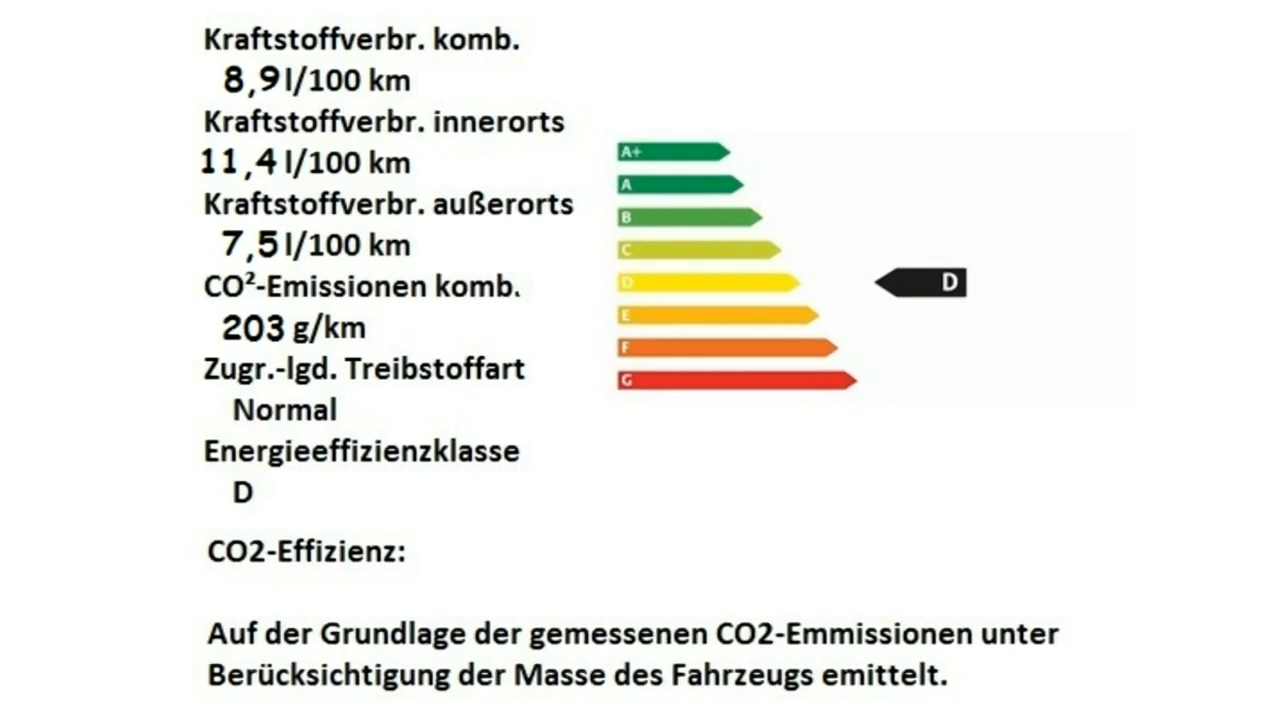 Kraftstoffverbr. komb.
8,9 l/100 km
Kraftstoffverbr. innerorts
11,4 l/100 km
Kraftstoffverbr. außerorts
7,5 l/100 km
CO²-Emissionen komb.
203 g/km
Zugr.-lgd. Treibstoffart
Normal
Energieeffizienzklasse
D
A+
A
B
C
D
D
E
F
G
CO2-Effizienz:
Auf der Grundlage der gemessenen CO2-Emmissionen unter
Berücksichtigung der Masse des Fahrzeugs emittelt.